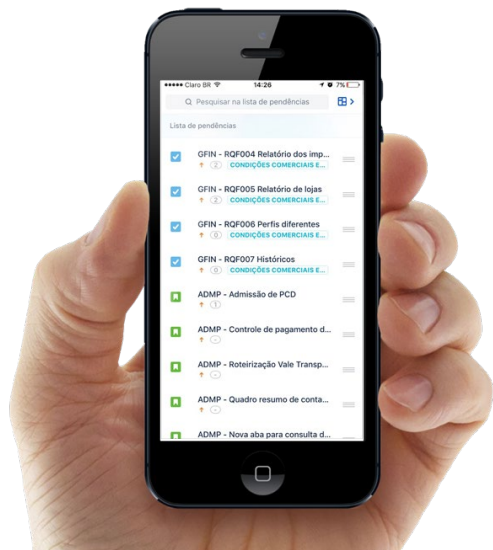 Claro BR 14:26 7%
Pesquisar na lista de pendências
Lista de pendências
GFIN - RQF004 Relatório dos imp...
2 CONDIÇÕES COMERCIAIS E...
GFIN - RQF005 Relatório de lojas
2 CONDIÇÕES COMERCIAIS E...
GFIN - RQF006 Perfis diferentes
0 CONDIÇÕES COMERCIAIS E...
GFIN - RQF007 Históricos
0 CONDIÇÕES COMERCIAIS E...
ADMP - Admissão de PCD
1
ADMP - Controle de pagamento d...
-
ADMP - Roteirização Vale Transp...
-
ADMP - Quadro resumo de conta...
-
ADMP - Nova aba para consulta d...